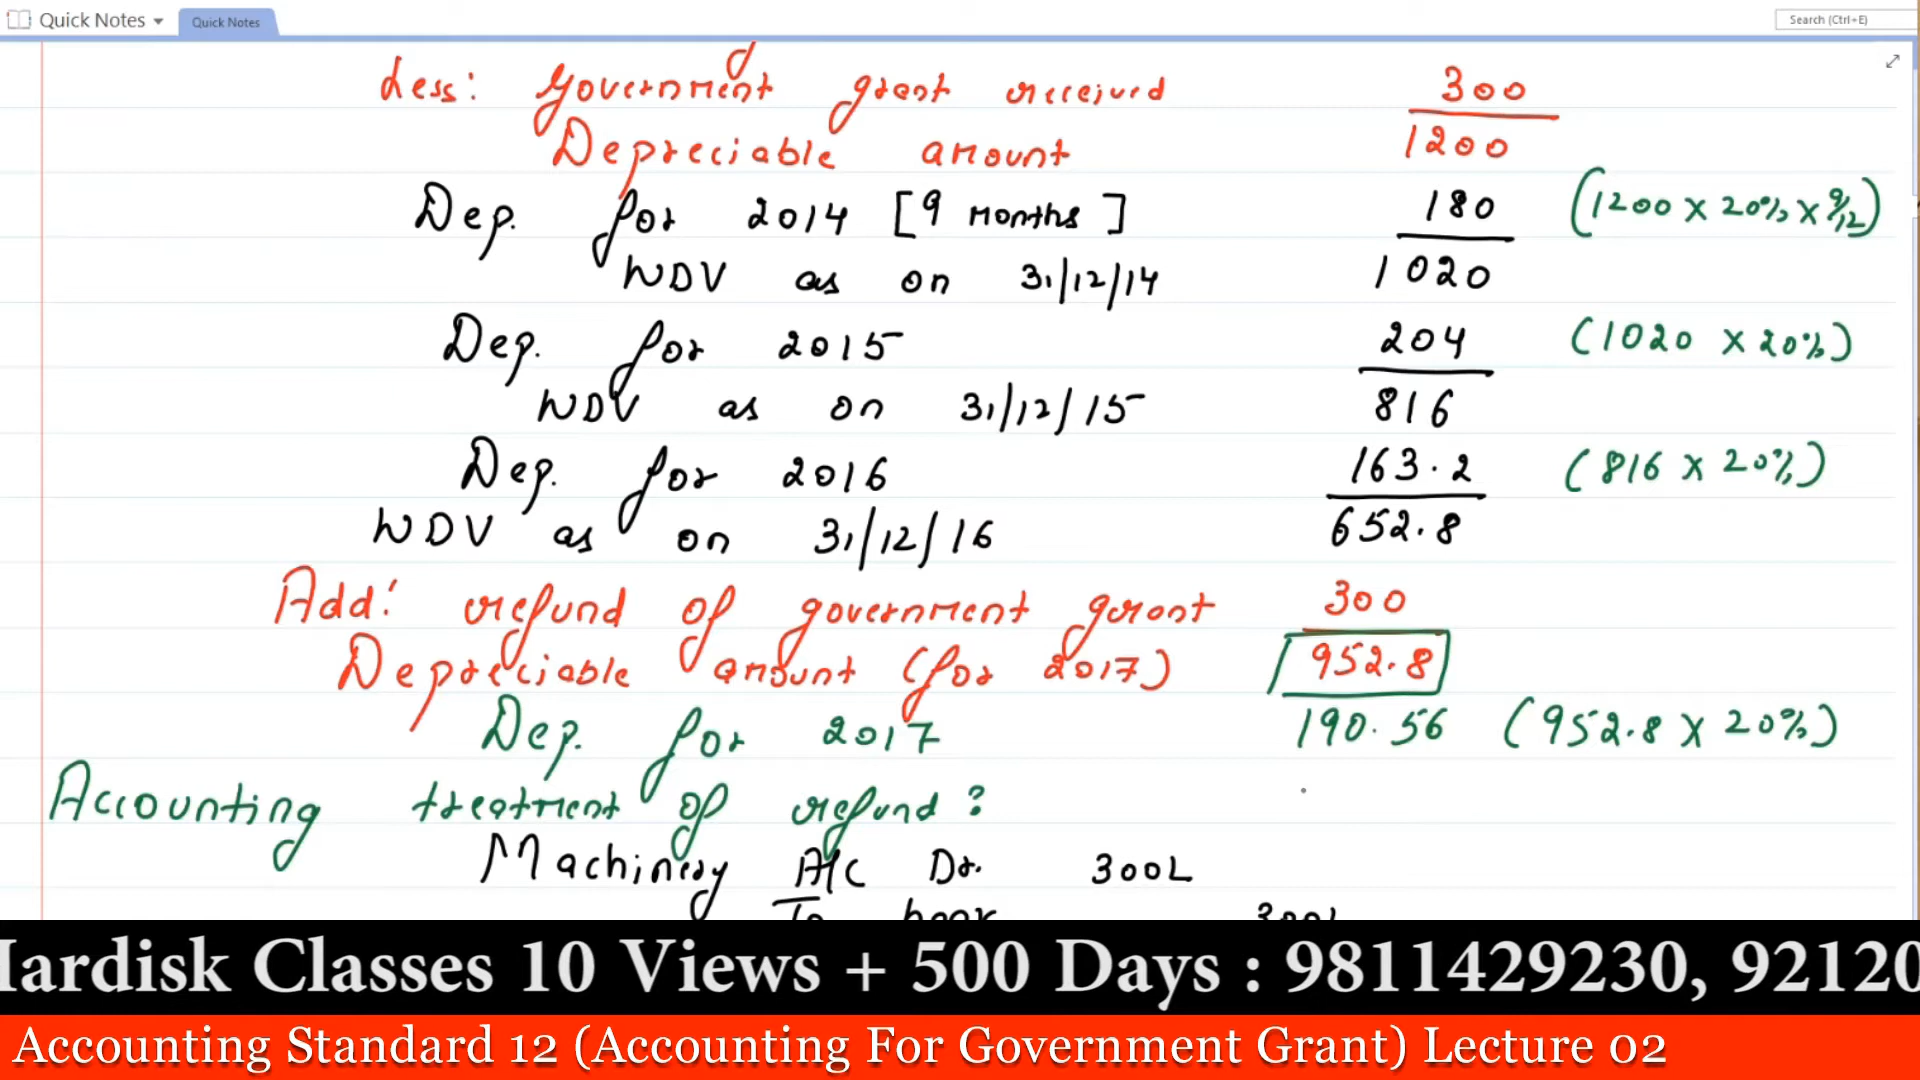 Quick Notes
Quick Notes
Search (Ctrl+E)
Less: Government grant received 300
Depreciable amount 1200
Dep. for 2014 [9 months] 180 (1200 x 20% x 9/12)
WDV as on 31/12/14 1020
Dep. for 2015 204 (1020 x 20%)
WDV as on 31/12/15 816
Dep. for 2016 163.2 (816 x 20%)
WDV as on 31/12/16 652.8
Add: refund of government grant 300
Depreciable amount (for 2017) 952.8
Dep. for 2017 190.56 (952.8 x 20%)
Accounting treatment of refund?
Machinery A/C Dr. 300L
To
Hardisk Classes 10 Views + 500 Days : 9811429230, 92120
Accounting Standard 12 (Accounting For Government Grant) Lecture 02